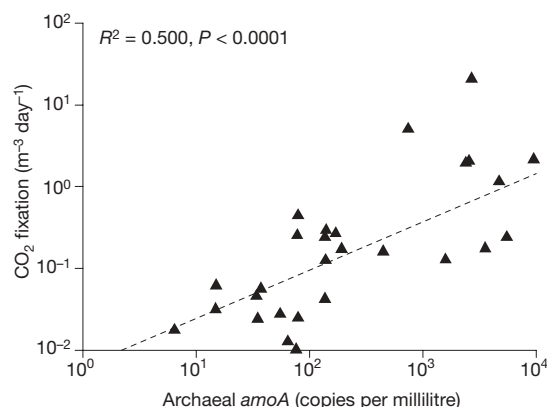 R² = 0.500, P < 0.0001
CO₂ fixation (m⁻³ day⁻¹)
10²
10¹
10⁰
10⁻¹
10⁻²
10⁰ 10¹ 10² 10³ 10⁴
Archaeal amoA (copies per millilitre)